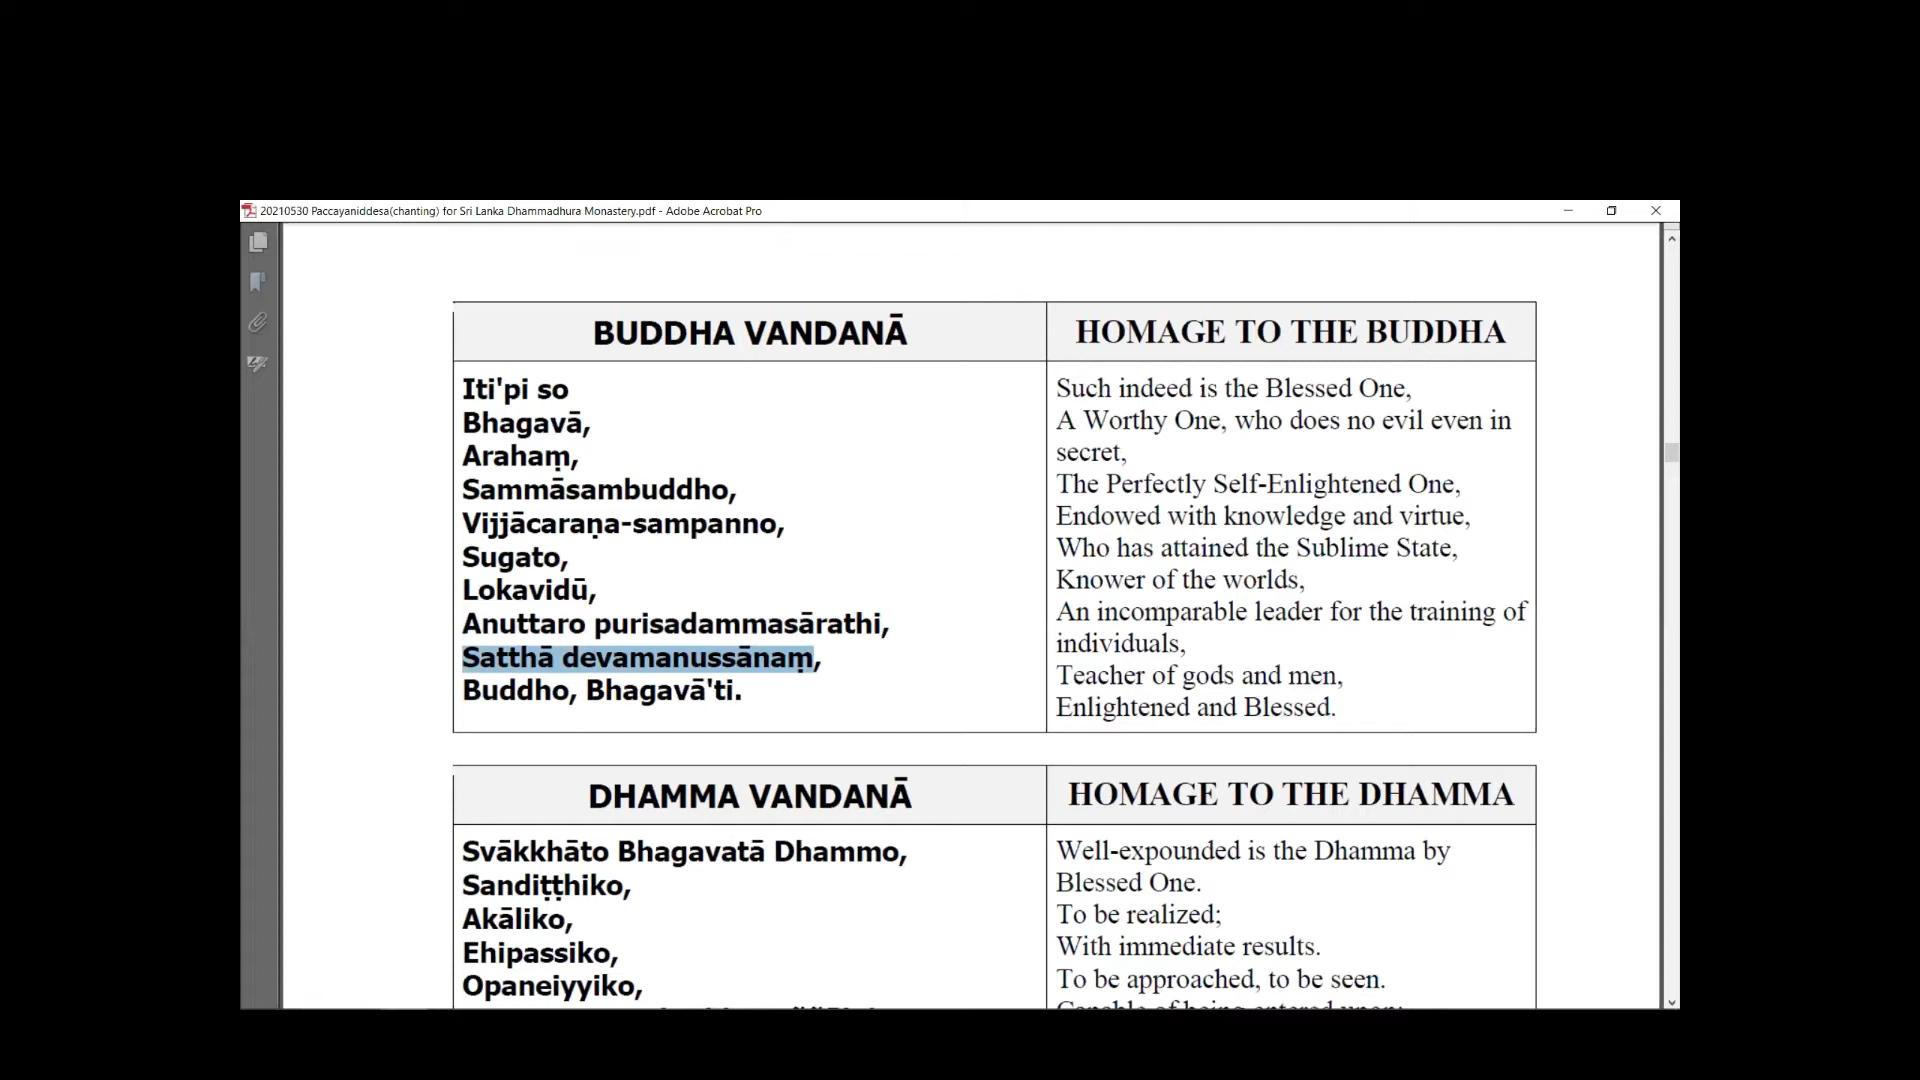 20210530 Paccayaniddesa(chanting) for Sri Lanka Dhammadhura Monastery.pdf - Adobe Acrobat Pro
BUDDHA VANDANĀ
HOMAGE TO THE BUDDHA
Iti'pi so
Bhagavā,
Arahaṃ,
Sammāsambuddho,
Vijjācaraṇa-sampanno,
Sugato,
Lokavidū,
Anuttaro purisadammasārathi,
Satthā devamanussānaṃ,
Buddho, Bhagavā'ti.
Such indeed is the Blessed One,
A Worthy One, who does no evil even in
secret,
The Perfectly Self-Enlightened One,
Endowed with knowledge and virtue,
Who has attained the Sublime State,
Knower of the worlds,
An incomparable leader for the training of
individuals,
Teacher of gods and men,
Enlightened and Blessed.
DHAMMA VANDANĀ
HOMAGE TO THE DHAMMA
Svākkhāto Bhagavatā Dhammo,
Sandiṭṭhiko,
Akāliko,
Ehipassiko,
Opaneiyyiko,
Well-expounded is the Dhamma by
Blessed One.
To be realized;
With immediate results.
To be approached, to be seen.